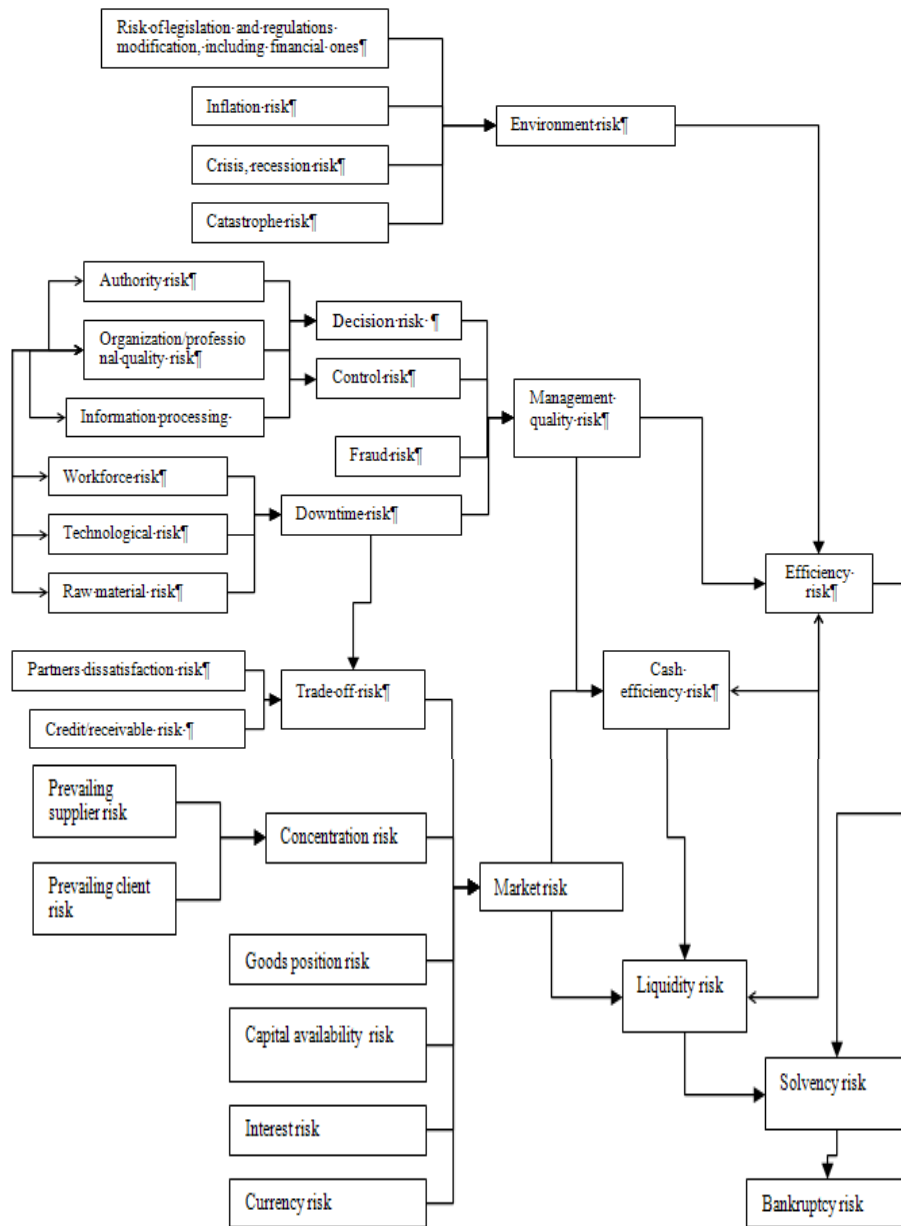 Risk·of·legislation·and·regulations·
modification,·including·financial·ones¶
Inflation·risk¶
Environment·risk¶
Crisis,·recession·risk¶
Catastrophe·risk¶
Authority·risk¶
Decision·risk·¶
Organization/professio
nal·quality·risk¶
Control·risk¶
Management·
quality·risk¶
Information·processing·
Fraud·risk¶
Workforce·risk¶
Downtime·risk¶
Technological·risk¶
Efficiency·
risk¶
Raw·material·risk¶
Partners·dissatisfaction·risk¶
Trade-off·risk¶
Cash·
efficiency·risk¶
Credit/receivable·risk·¶
Prevailing
supplier risk
Concentration risk
Prevailing client
risk
Market risk
Goods position risk
Liquidity risk
Capital availability risk
Solvency risk
Interest risk
Currency risk
Bankruptcy risk